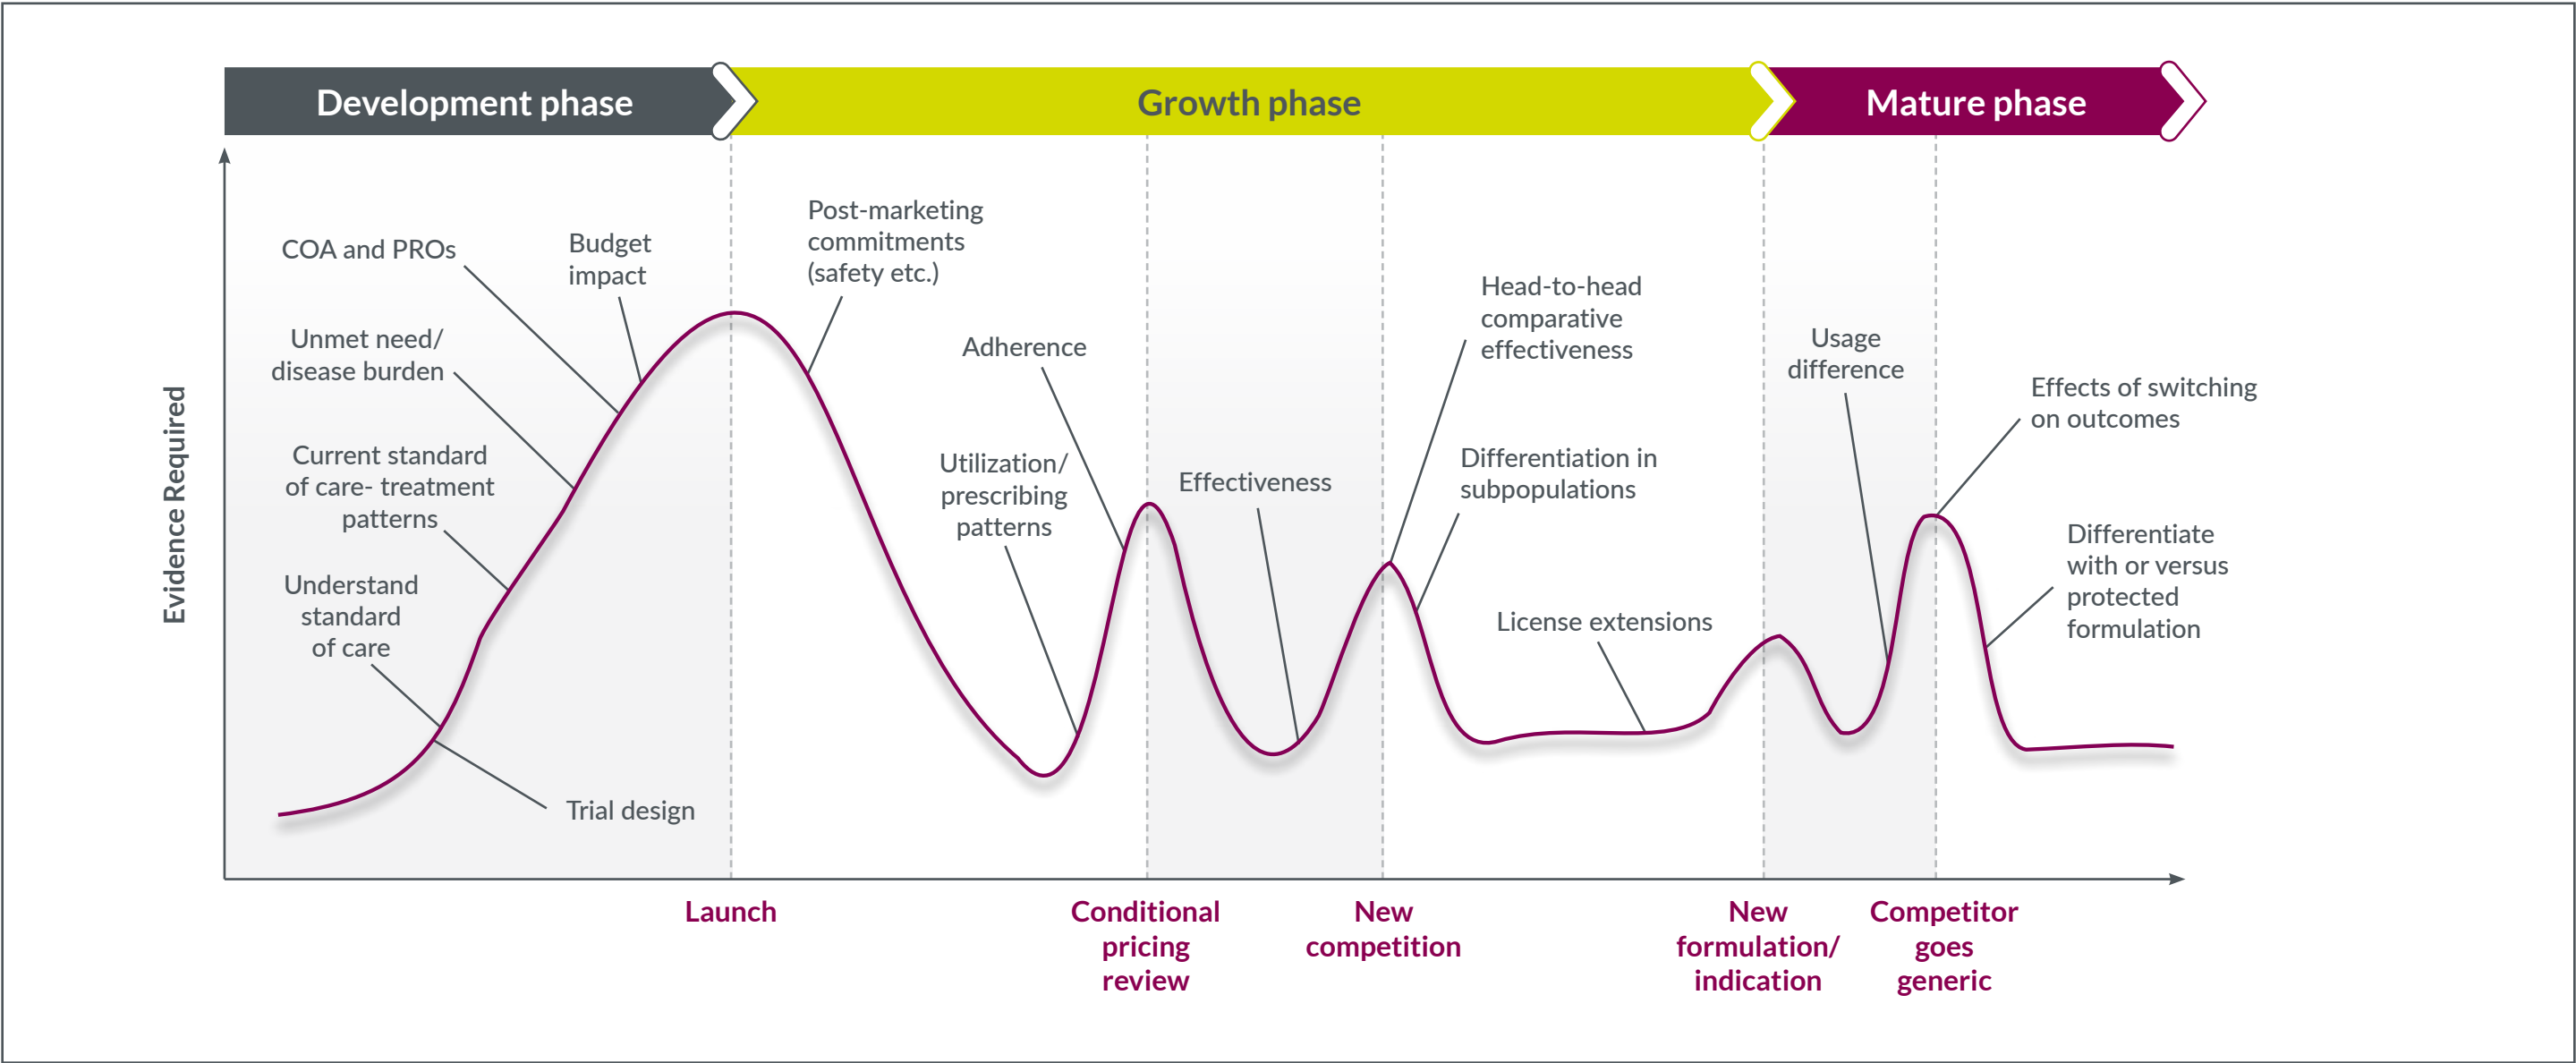 Development phase
Growth phase
Mature phase
Evidence Required
COA and PROs
Budget
impact
Unmet need/
disease burden
Current standard
of care- treatment
patterns
Understand
standard
of care
Trial design
Post-marketing
commitments
(safety etc.)
Adherence
Utilization/
prescribing
patterns
Effectiveness
Head-to-head
comparative
effectiveness
Differentiation in
subpopulations
License extensions
Usage
difference
Effects of switching
on outcomes
Differentiate
with or versus
protected
formulation
Launch
Conditional
pricing
review
New
competition
New
formulation/
indication
Competitor
goes
generic